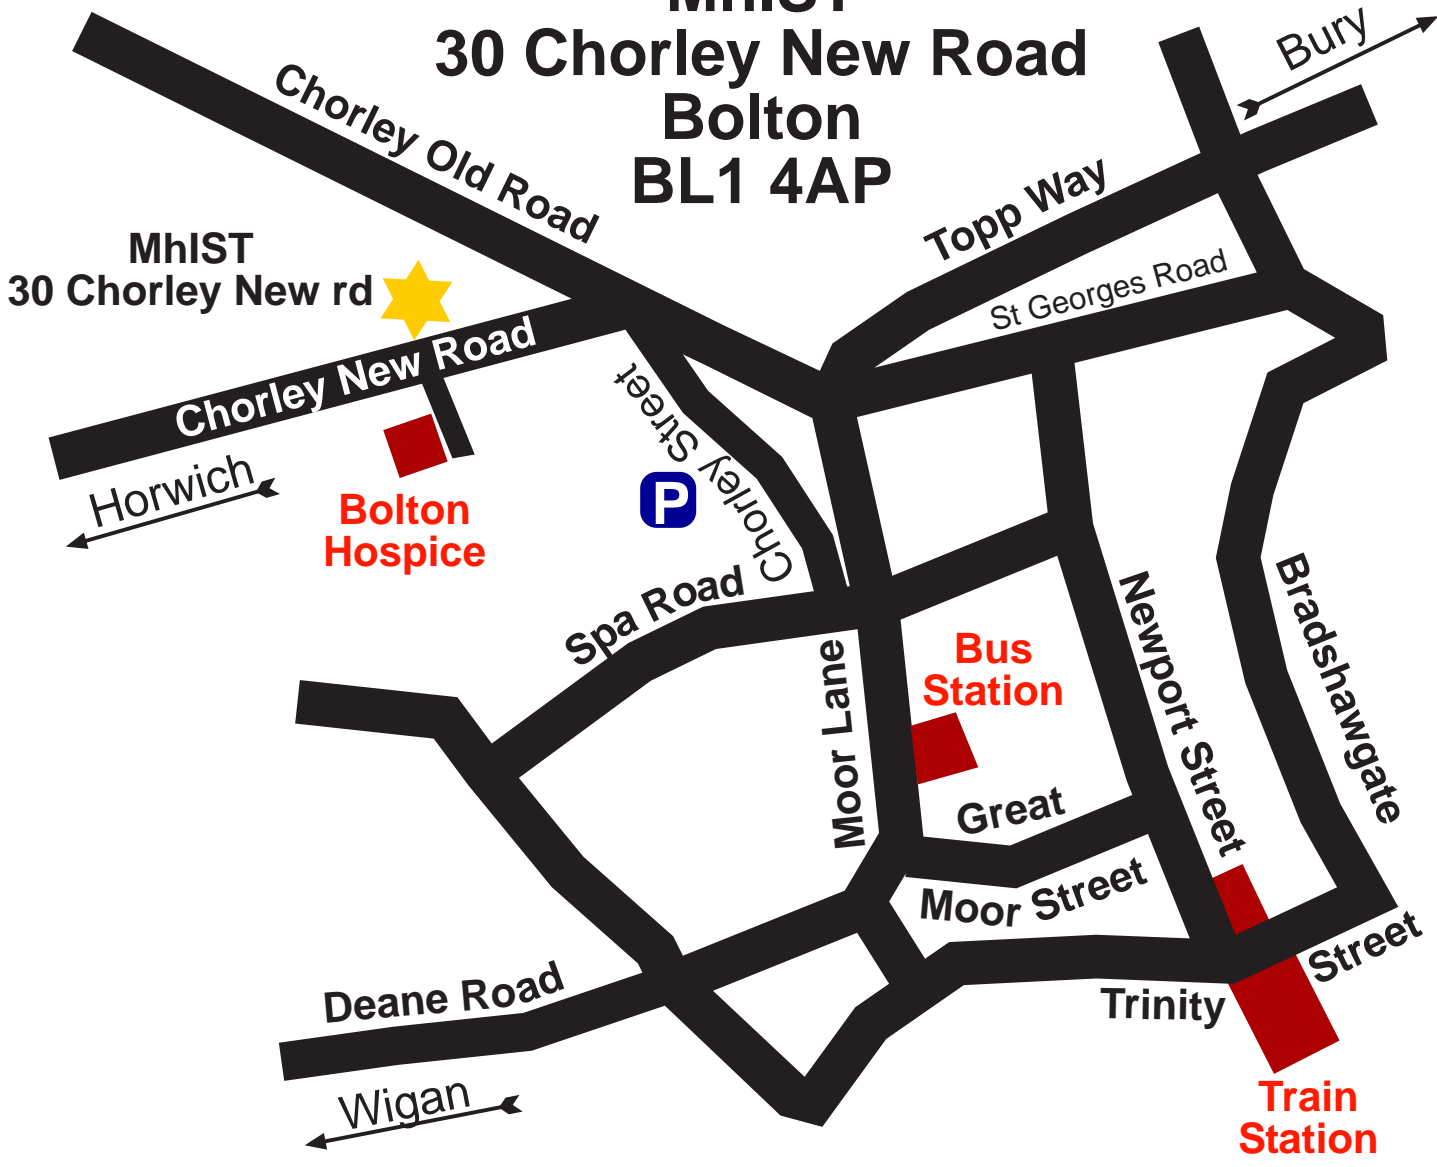 MhIST
30 Chorley New Road
Bolton
BL1 4AP
Bury
Chorley Old Road
Topp Way
MhIST
30 Chorley New rd
St Georges Road
Chorley New Road
Chorley Street
Horwich
P
Bolton
Hospice
Spa Road
Newport Street
Bradshawgate
Bus
Station
Moor Lane
Great
Moor Street
Street
Deane Road
Trinity
Wigan
Train
Station